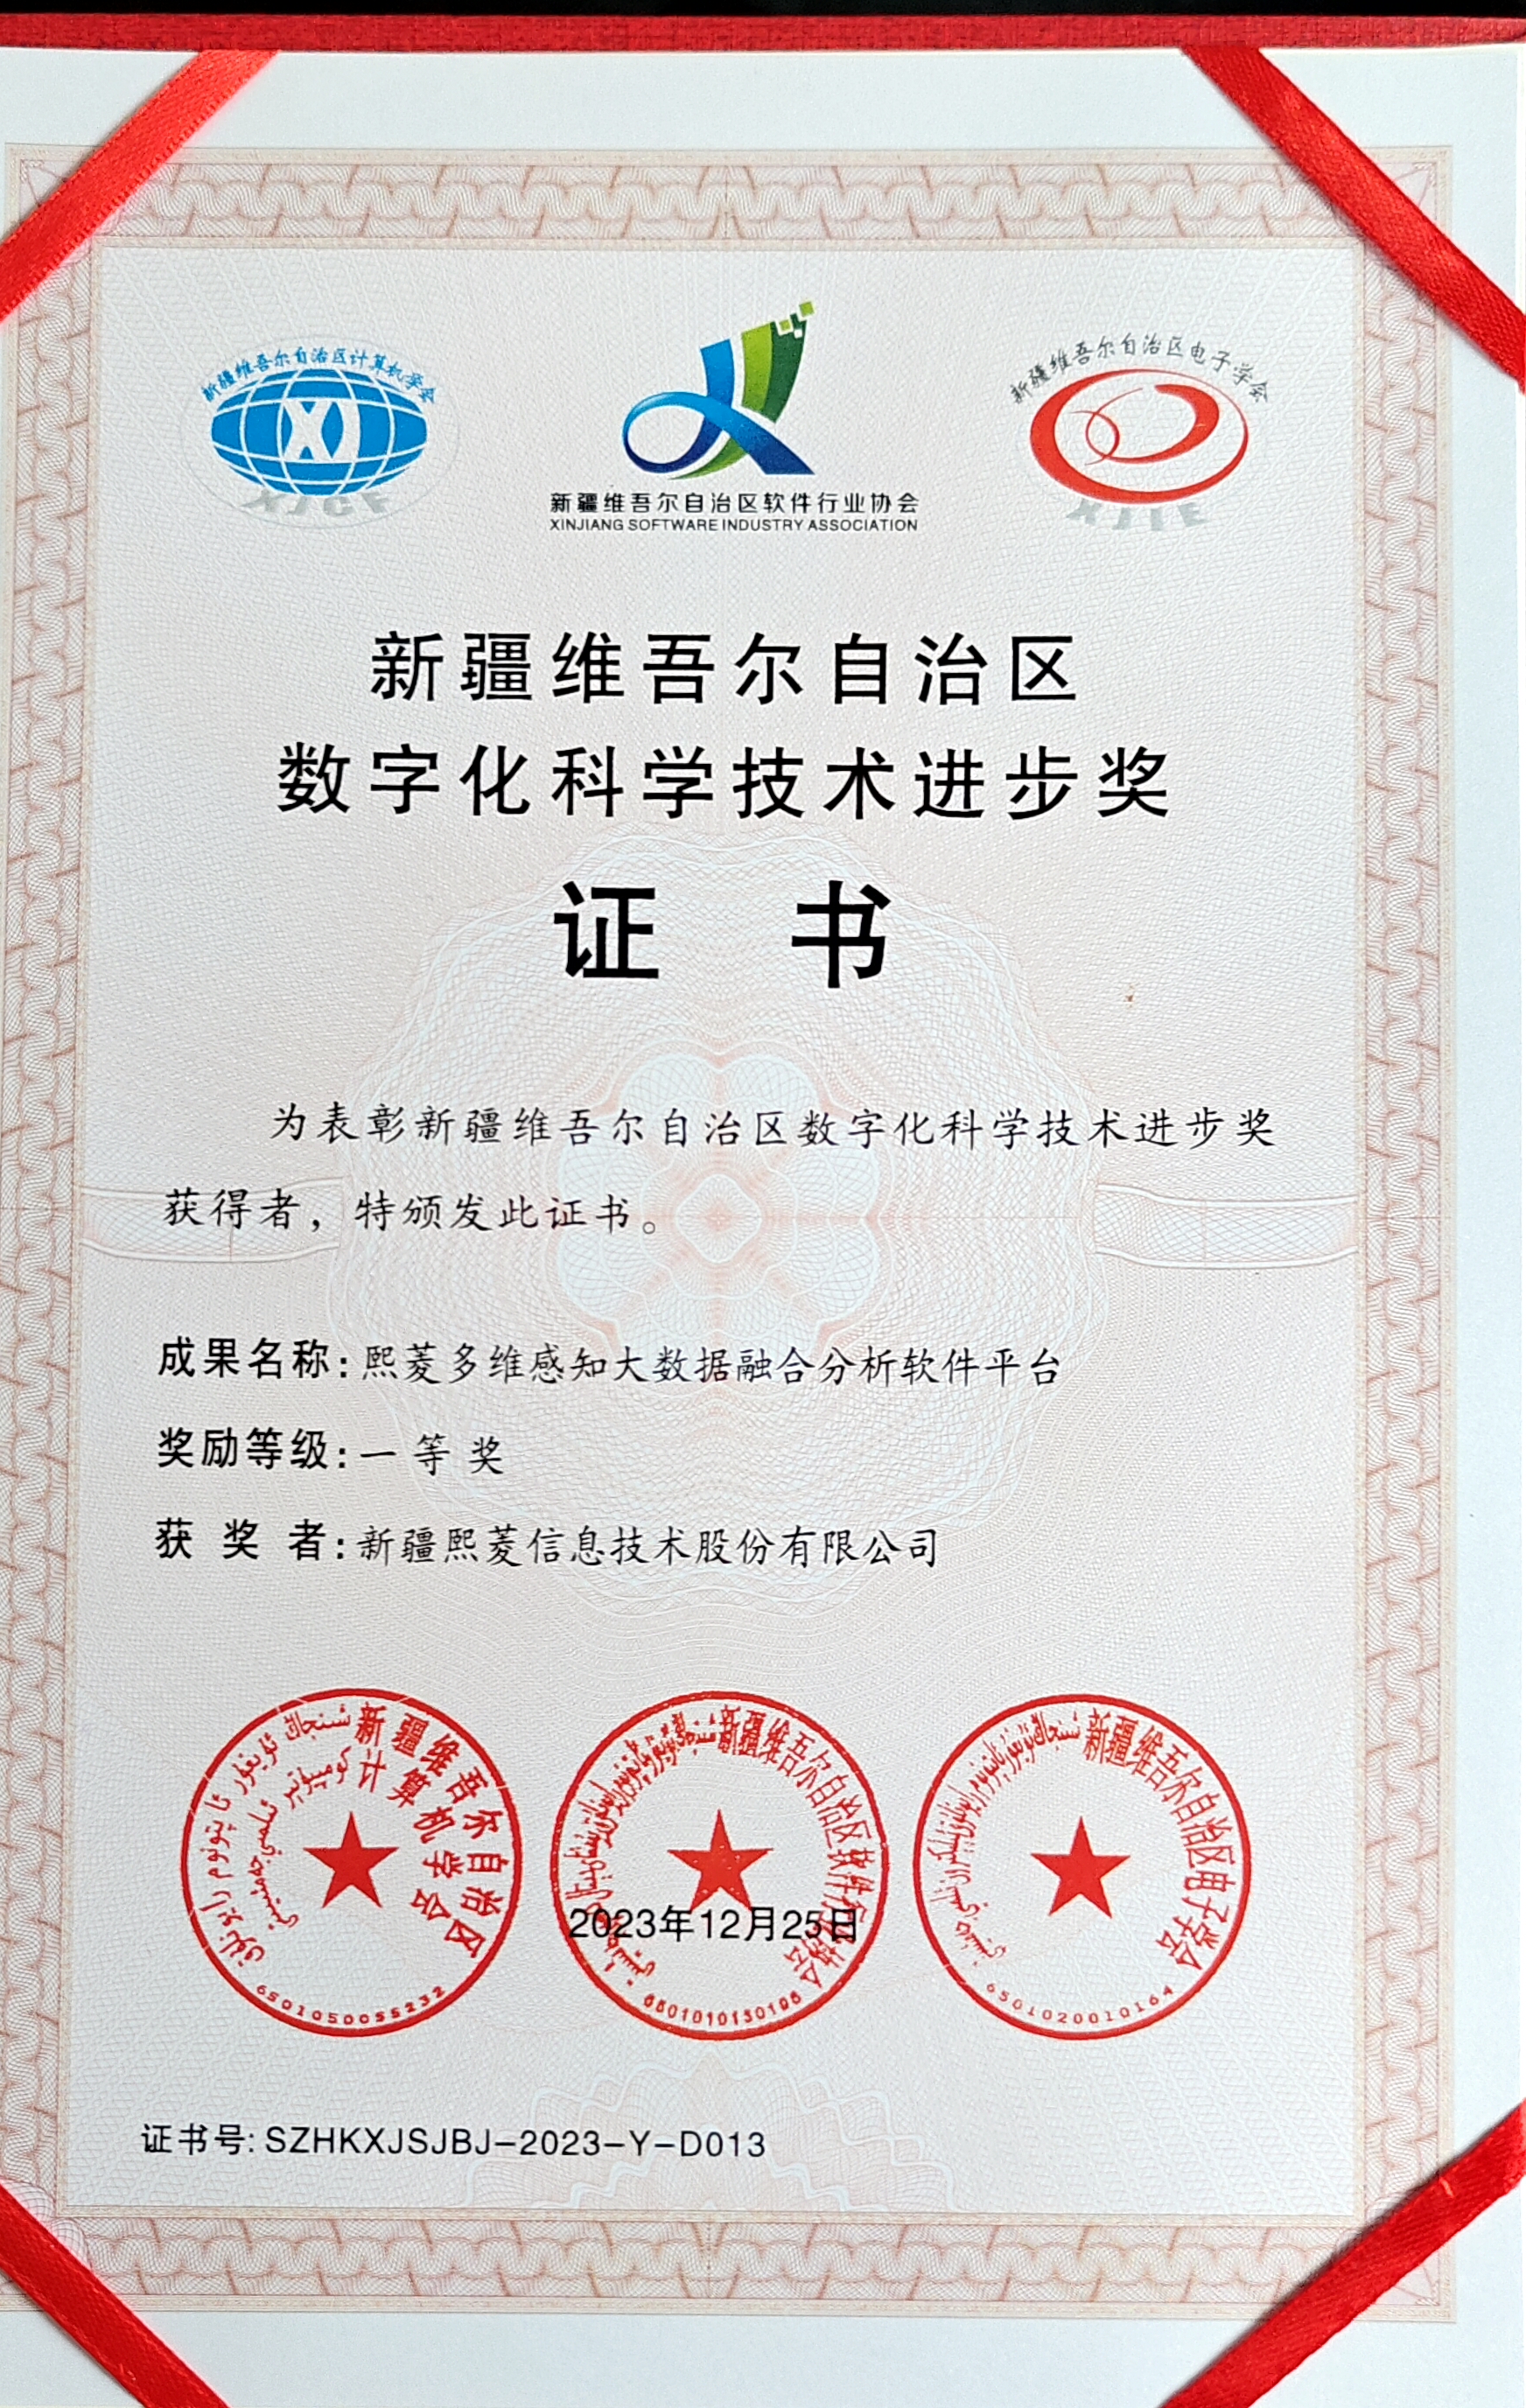 新疆维吾尔自治区计算机学会
XJ
XJCF
新疆维吾尔自治区软件行业协会
XINJIANG SOFTWARE INDUSTRY ASSOCIATION
新疆维吾尔自治区电子学会
XJIE
新疆维吾尔自治区
数字化科学技术进步奖
证 书
为表彰新疆维吾尔自治区数字化科学技术进步奖
获得者，特颁发此证书。
成果名称：熙菱多维感知大数据融合分析软件平台
奖励等级：一等奖
获 奖 者：新疆熙菱信息技术股份有限公司
新疆维吾尔自治区
计算机学会
6501050055232
新疆维吾尔自治区软件行业协会
2023年12月25日
新疆维吾尔自治区电子学会
6501020010164
证书号: SZHKXJSJBJ-2023-Y-D013